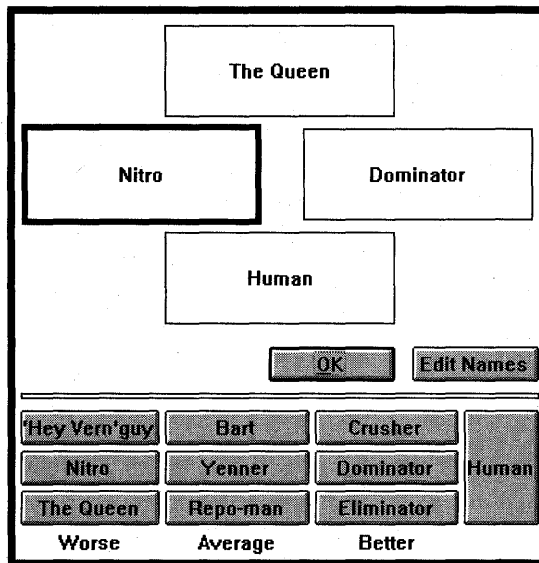 The Queen
Nitro Dominator
Human
OK Edit Names
'Hey Vern'guy Bart Crusher
Nitro Yenner Dominator Human
The Queen Repo-man Eliminator
Worse Average Better